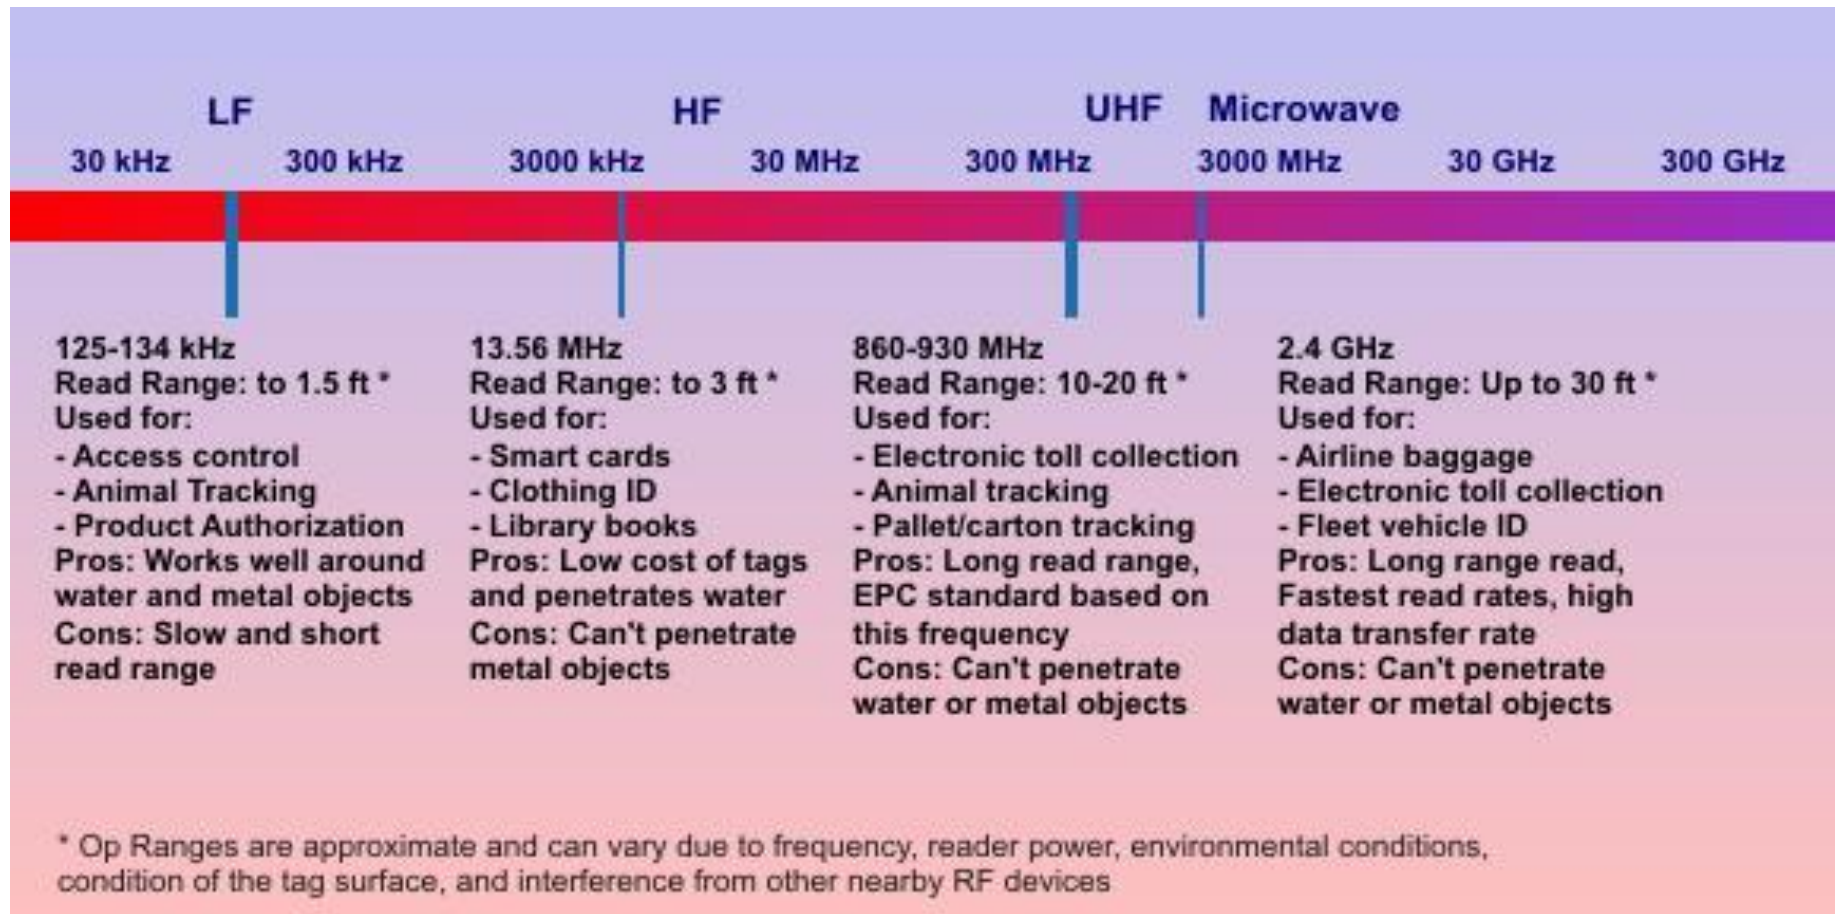 LF HF UHF Microwave
30 kHz 300 kHz 3000 kHz 30 MHz 300 MHz 3000 MHz 30 GHz 300 GHz
125-134 kHz
Read Range: to 1.5 ft *
Used for:
- Access control
- Animal Tracking
- Product Authorization
Pros: Works well around
water and metal objects
Cons: Slow and short
read range
13.56 MHz
Read Range: to 3 ft *
Used for:
- Smart cards
- Clothing ID
- Library books
Pros: Low cost of tags
and penetrates water
Cons: Can't penetrate
metal objects
860-930 MHz
Read Range: 10-20 ft *
Used for:
- Electronic toll collection
- Animal tracking
- Pallet/carton tracking
Pros: Long read range,
EPC standard based on
this frequency
Cons: Can't penetrate
water or metal objects
2.4 GHz
Read Range: Up to 30 ft *
Used for:
- Airline baggage
- Electronic toll collection
- Fleet vehicle ID
Pros: Long range read,
Fastest read rates, high
data transfer rate
Cons: Can't penetrate
water or metal objects
* Op Ranges are approximate and can vary due to frequency, reader power, environmental conditions,
condition of the tag surface, and interference from other nearby RF devices